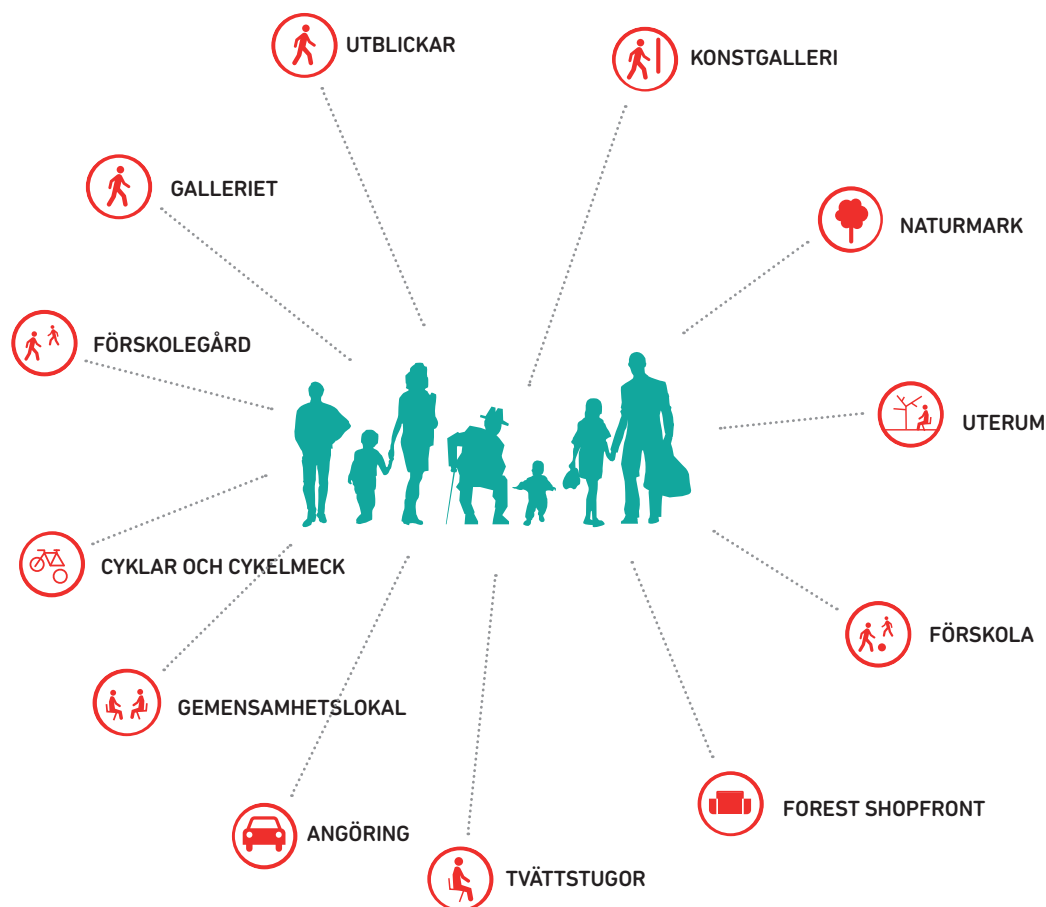 UTBLICKAR
KONSTGALLERI
GALLERIET
NATURMARK
FÖRSKOLEGÅRD
UTERUM
CYKLAR OCH CYKELMECK
FÖRSKOLA
GEMENSAMHETSLOKAL
FOREST SHOPFRONT
ANGÖRING
TVÄTTSTUGOR